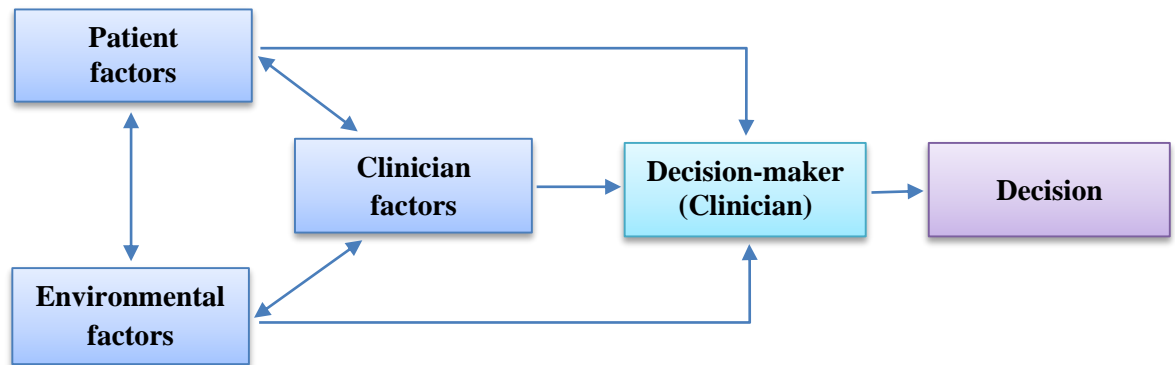 Patient
factors
Clinician
factors
Decision-maker
(Clinician)
Decision
Environmental
factors